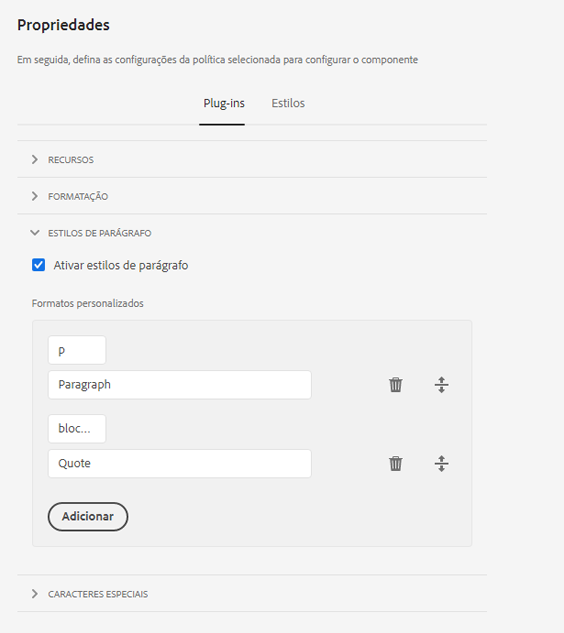 Propriedades
Em seguida, defina as configurações da política selecionada para configurar o componente
Plug-ins Estilos
RECURSOS
FORMATAÇÃO
ESTILOS DE PARÁGRAFO
Ativar estilos de parágrafo
Formatos personalizados
p
Paragraph
bloc...
Quote
Adicionar
CARACTERES ESPECIAIS